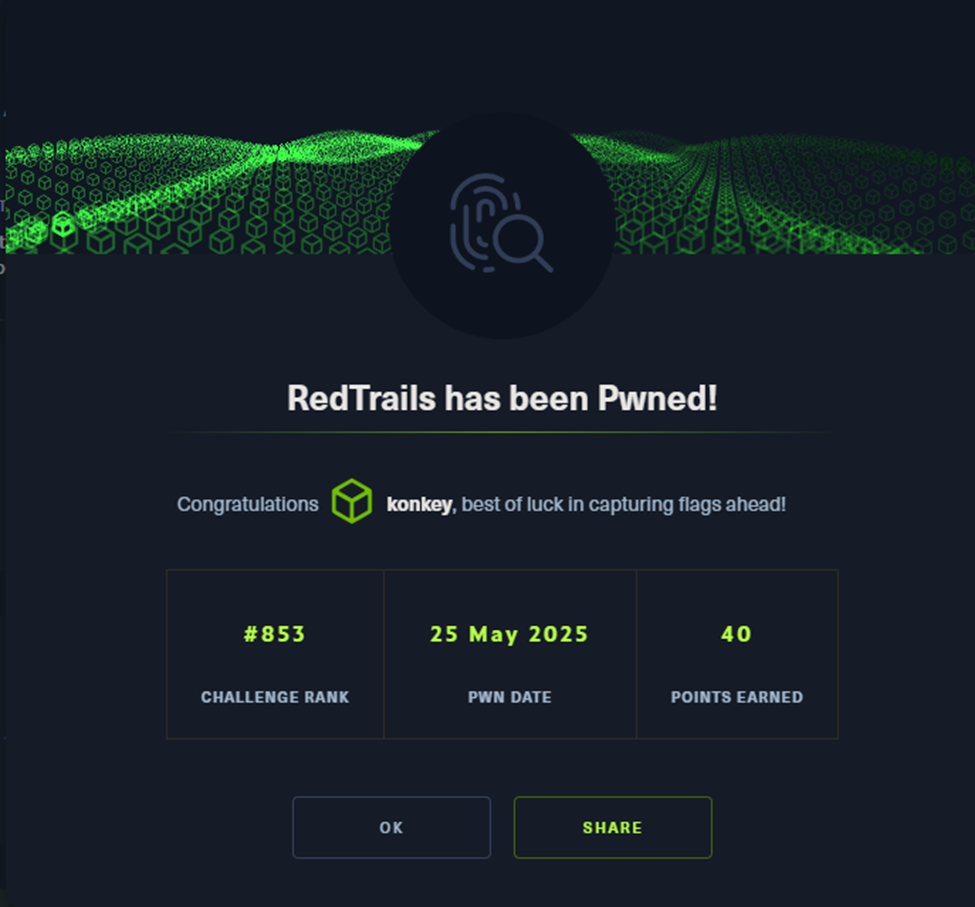 RedTrails has been Pwned!
Congratulations konkey, best of luck in capturing flags ahead!
#853 25 May 2025 40
CHALLENGE RANK PWN DATE POINTS EARNED
OK SHARE